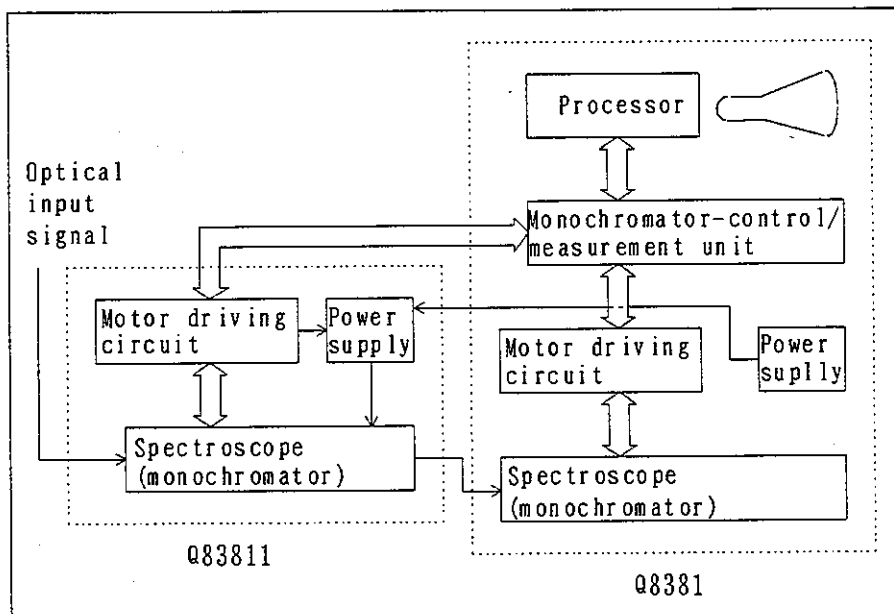 Optical
input
signal
Motor driving
circuit
Power
supply
Spectroscope
(monochromator)
Q83811
Processor
Monochromator-control/
measurement unit
Motor driving
circuit
Power
suplly
Spectroscope
(monochromator)
Q8381